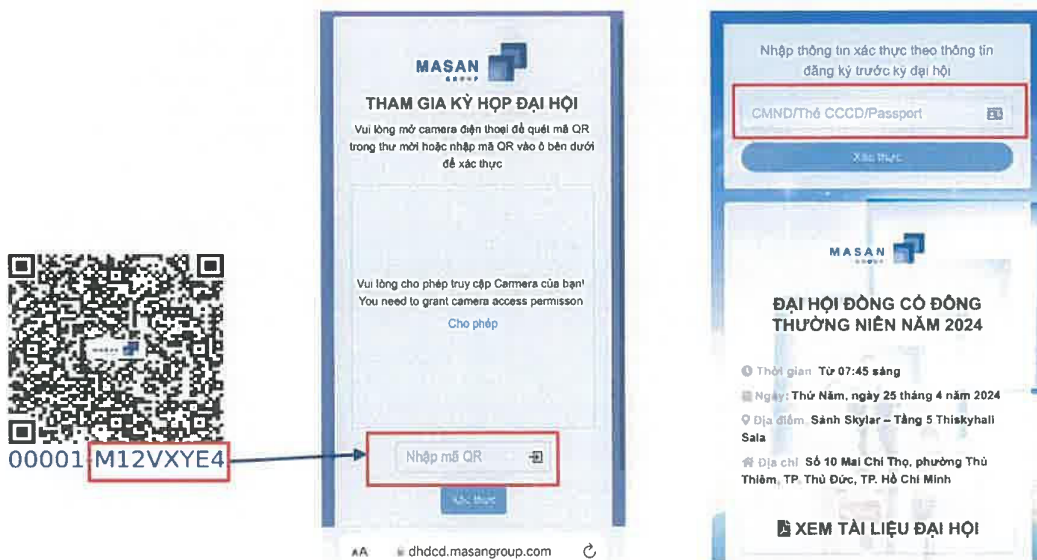 00001-M12VXYE4
MASAN
GROUP
THAM GIA KỲ HỌP ĐẠI HỘI
Vui lòng mở camera điện thoại để quét mã QR
trong thư mời hoặc nhập mã QR vào ô bên dưới
để xác thực
Vui lòng cho phép truy cập Carmera của bạn!
You need to grant camera access permisson
Cho phép
Nhập mã QR
Xác thực
AA
dhdcd.masangroup.com
Nhập thông tin xác thực theo thông tin
đăng ký trước kỳ đại hội
CMND/Thẻ CCCD/Passport
Xác thực
MASAN
GROUP
ĐẠI HỘI ĐỒNG CỔ ĐÔNG
THƯỜNG NIÊN NĂM 2024
Thời gian Từ 07:45 sáng
Ngày: Thứ Năm, ngày 25 tháng 4 năm 2024
Địa điểm Sảnh Skylar – Tầng 5 Thiskyhall
Sala
Địa chỉ Số 10 Mai Chí Thọ, phường Thủ
Thiêm, TP. Thủ Đức, TP. Hồ Chí Minh
XEM TÀI LIỆU ĐẠI HỘI